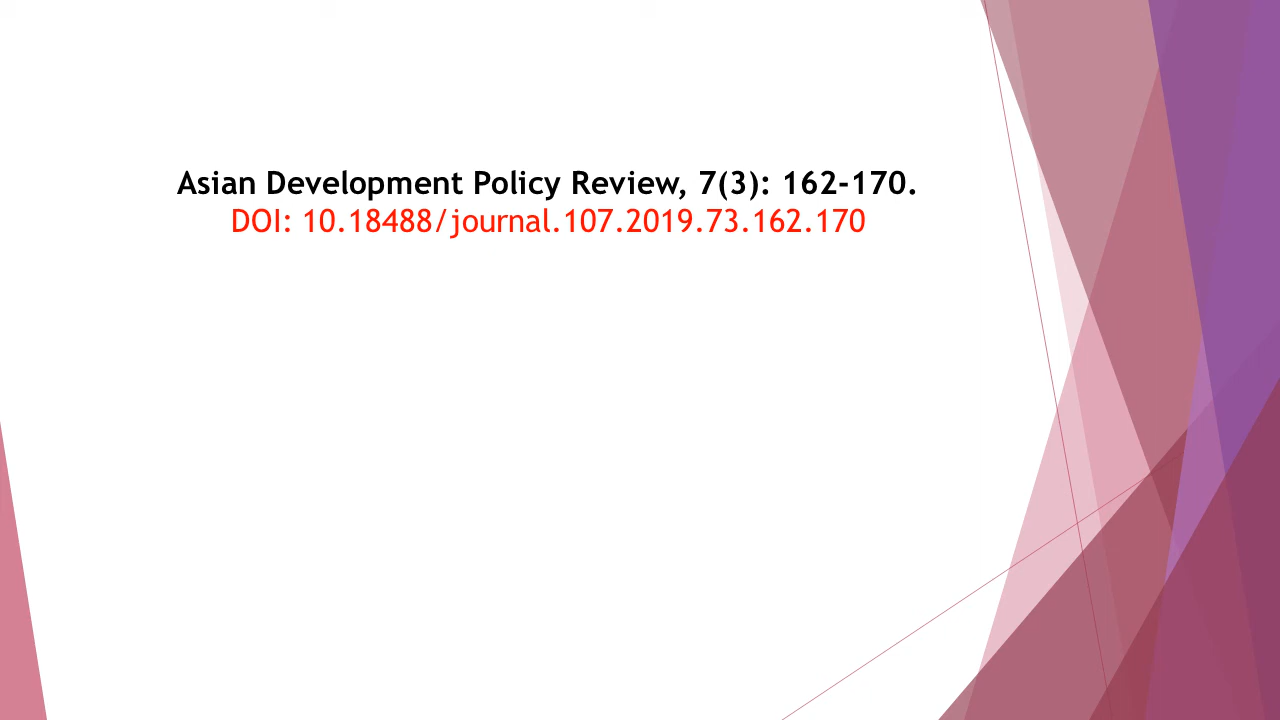 Asian Development Policy Review, 7(3): 162-170.
DOI: 10.18488/journal.107.2019.73.162.170